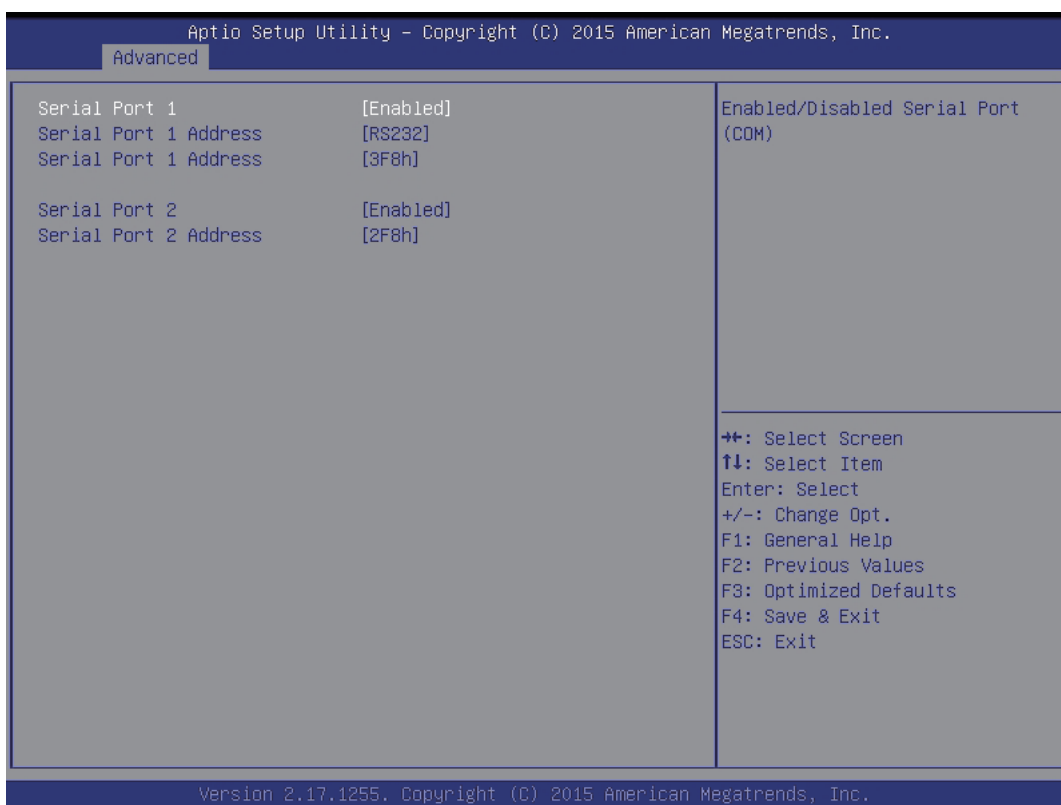 Aptio Setup Utility – Copyright (C) 2015 American Megatrends, Inc.
Advanced
Serial Port 1 [Enabled]
Serial Port 1 Address [RS232]
Serial Port 1 Address [3F8h]
Serial Port 2 [Enabled]
Serial Port 2 Address [2F8h]
Enabled/Disabled Serial Port
(COM)
→←: Select Screen
↑↓: Select Item
Enter: Select
+/-: Change Opt.
F1: General Help
F2: Previous Values
F3: Optimized Defaults
F4: Save & Exit
ESC: Exit
Version 2.17.1255. Copyright (C) 2015 American Megatrends, Inc.